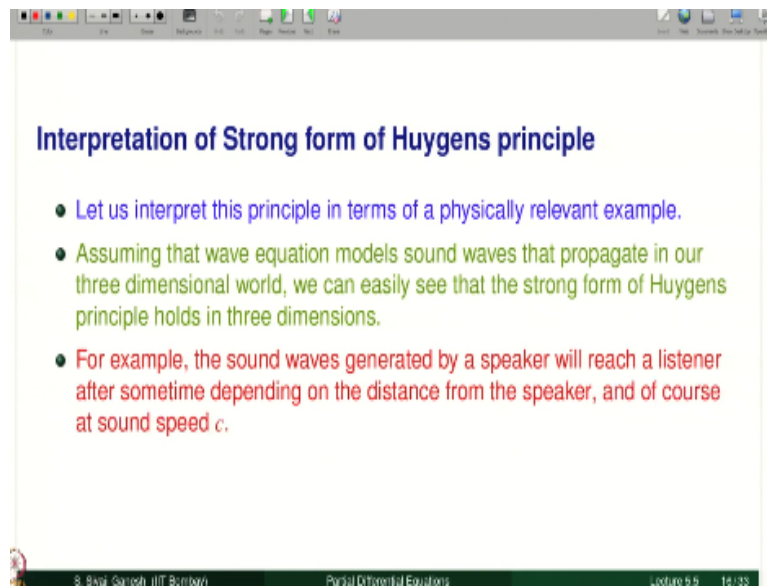 Interpretation of Strong form of Huygens principle
Let us interpret this principle in terms of a physically relevant example.
Assuming that wave equation models sound waves that propagate in our
three dimensional world, we can easily see that the strong form of Huygens
principle holds in three dimensions.
For example, the sound waves generated by a speaker will reach a listener
after sometime depending on the distance from the speaker, and of course
at sound speed c.
S. Sivaji Ganesh (IIT Bombay) Partial Differential Equations Lecture 5.5 16/33